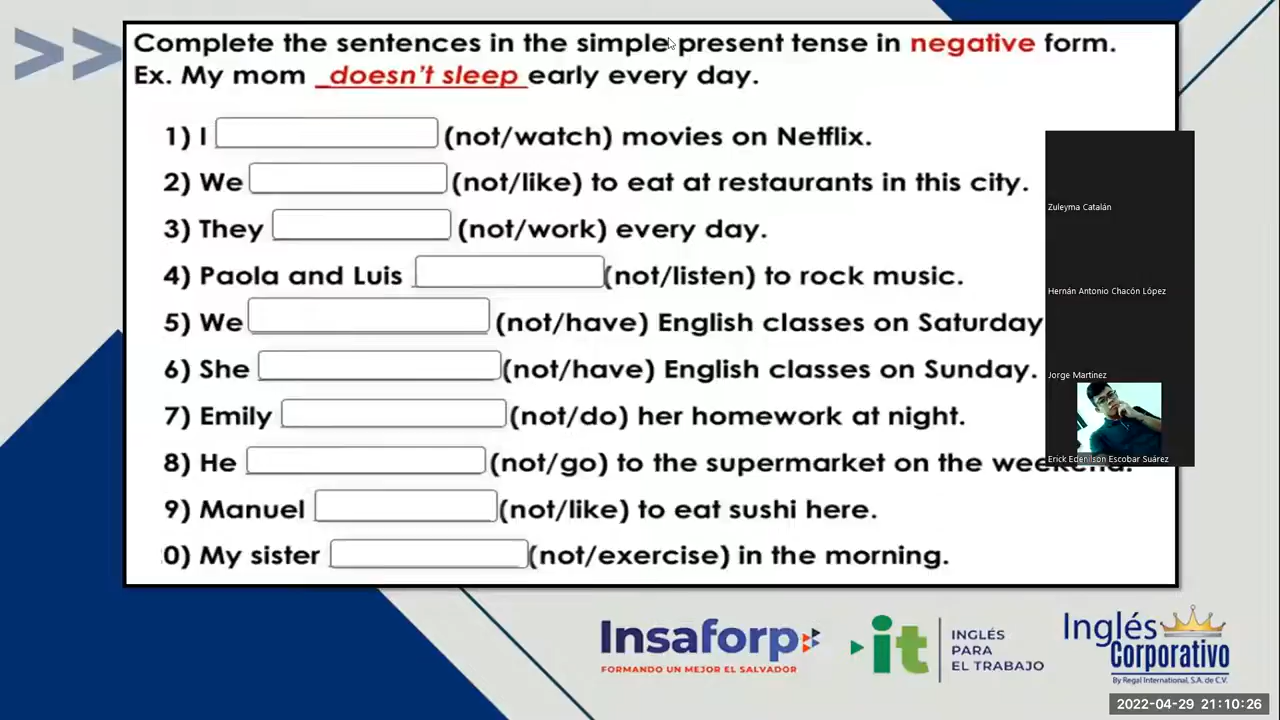 Complete the sentences in the simple present tense in negative form.
Ex. My mom _doesn't sleep_early every day.
1) I (not/watch) movies on Netflix.
2) We (not/like) to eat at restaurants in this city.
3) They (not/work) every day.
4) Paola and Luis (not/listen) to rock music.
5) We (not/have) English classes on Saturday
6) She (not/have) English classes on Sunday.
7) Emily (not/do) her homework at night.
8) He (not/go) to the supermarket on the weekend.
9) Manuel (not/like) to eat sushi here.
0) My sister (not/exercise) in the morning.
Zuleyma Catalán
Hernán Antonio Chacón López
Jorge Martinez
Erick Edenilson Escobar Suárez
Insaforp
FORMANDO UN MEJOR EL SALVADOR
it
INGLÉS
PARA
EL TRABAJO
Inglés
Corporativo
By Regal International, S.A. de C.V.
2022-04-29 21:10:26